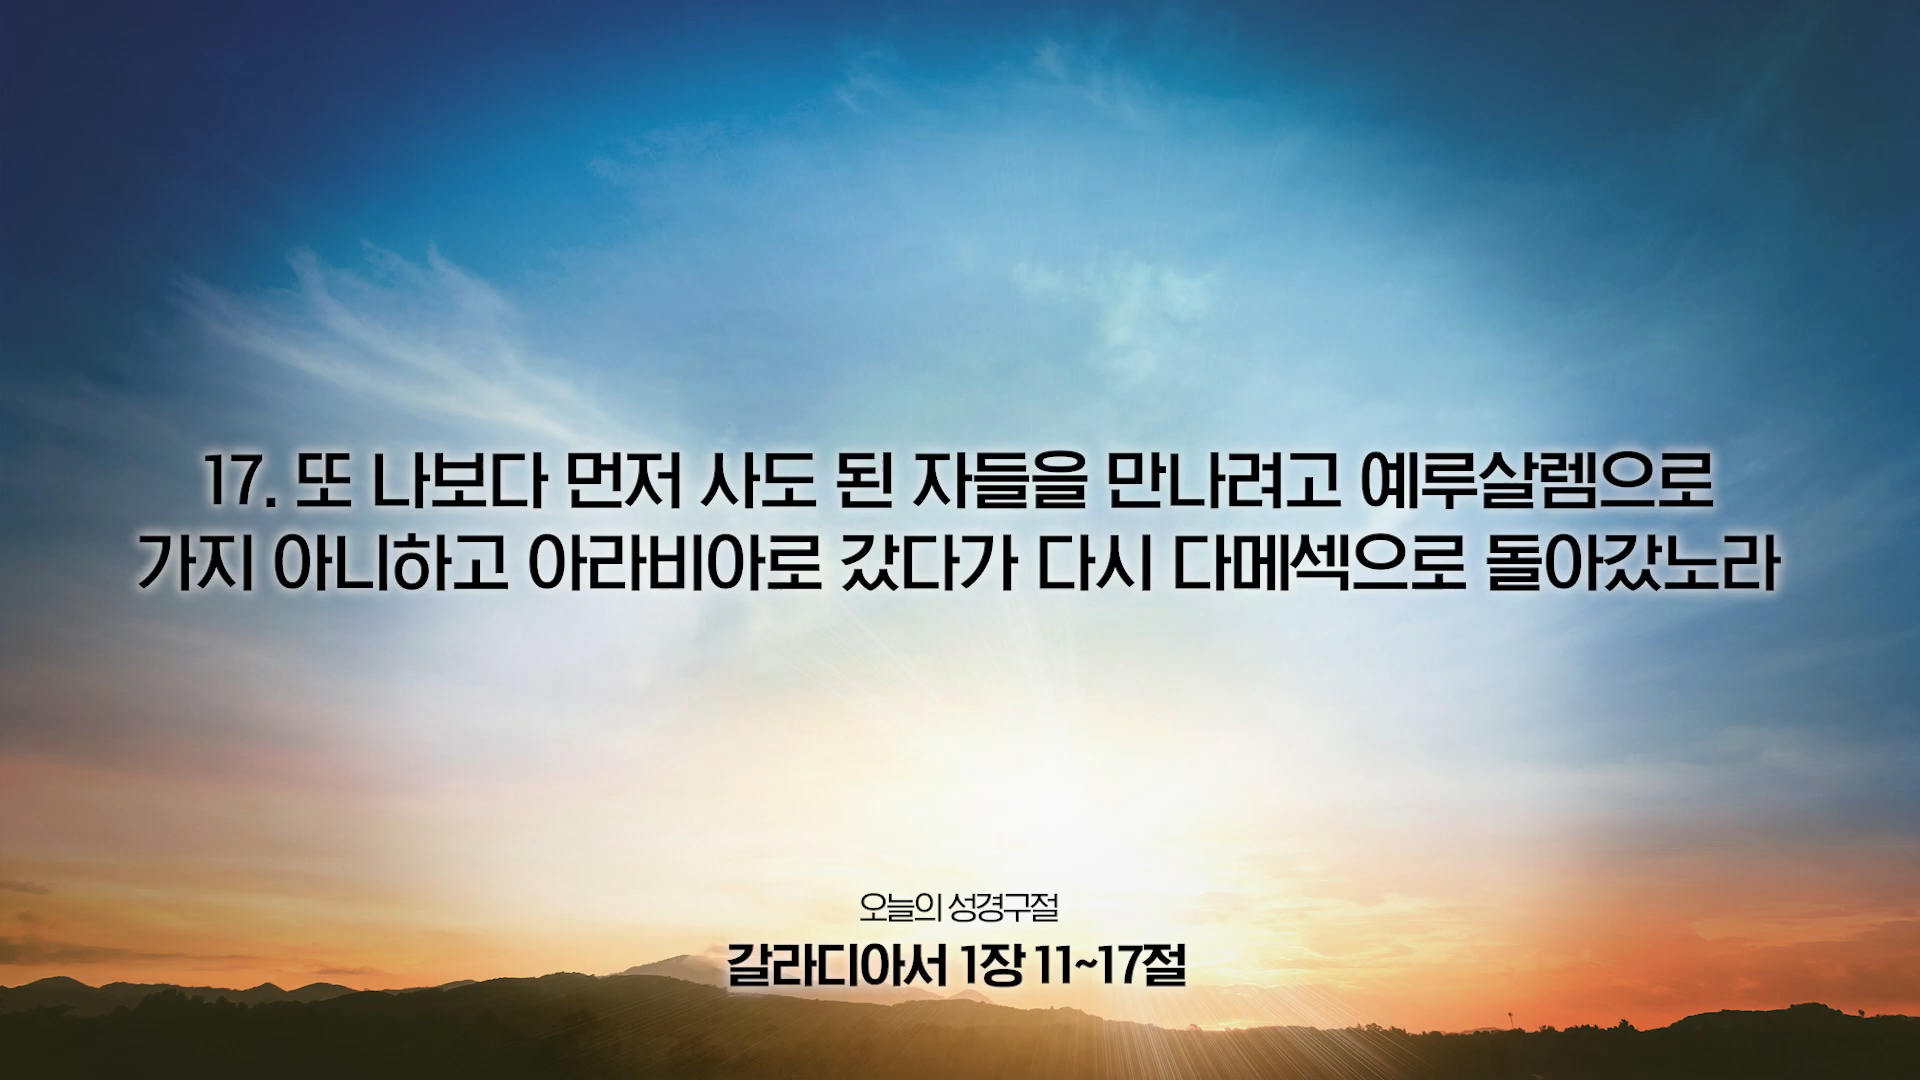 17. 또 나보다 먼저 사도 된 자들을 만나려고 예루살렘으로
가지 아니하고 아라비아로 갔다가 다시 다메섹으로 돌아갔노라
오늘의 성경구절
갈라디아서 1장 11~17절